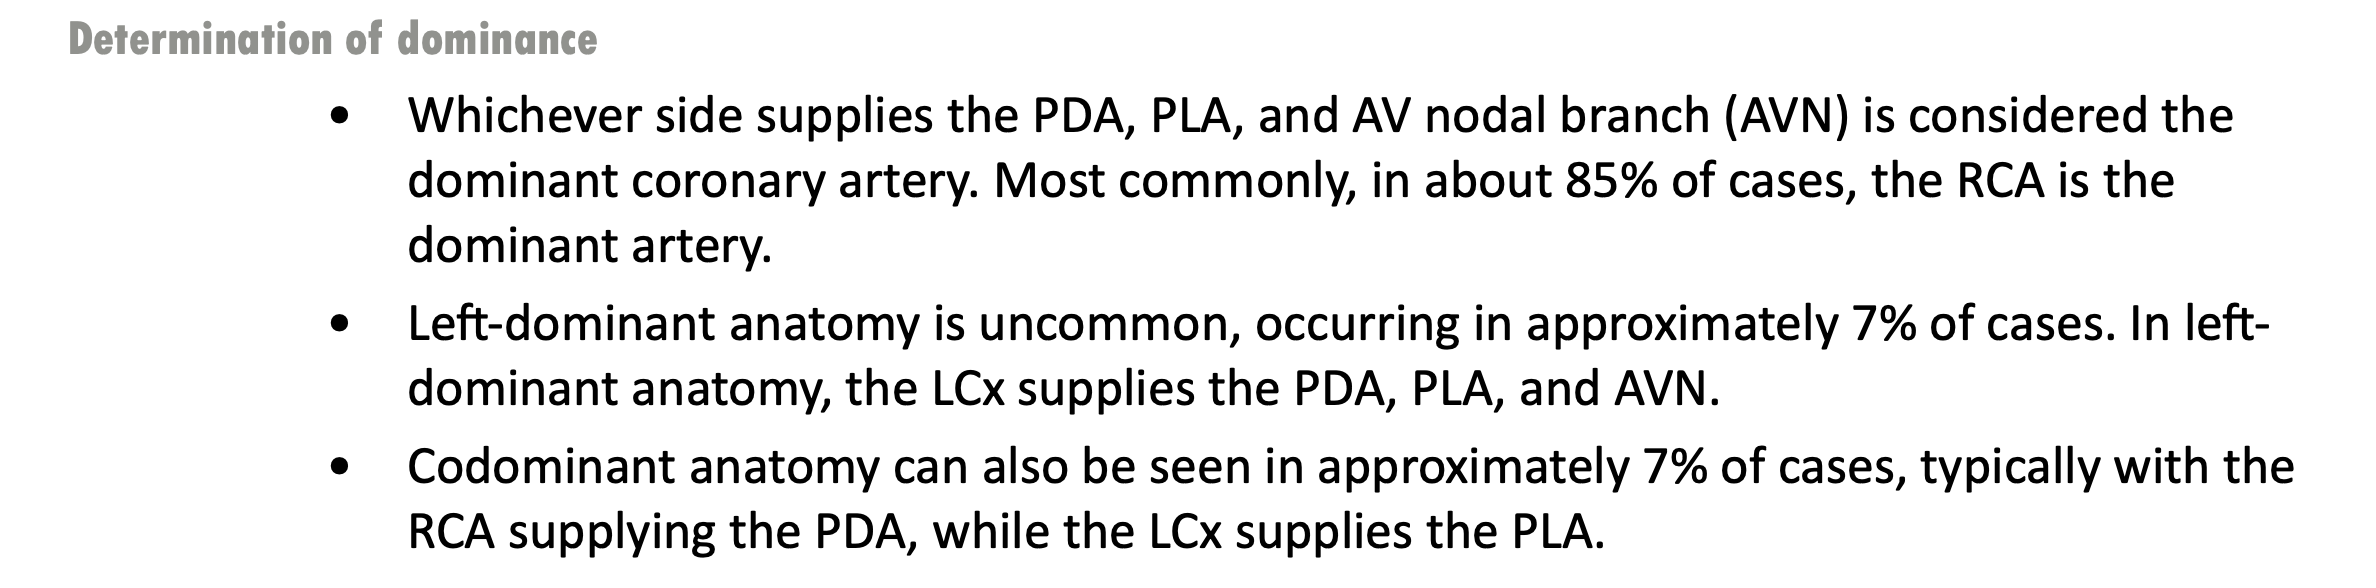 Determination of dominance
• Whichever side supplies the PDA, PLA, and AV nodal branch (AVN) is considered the
dominant coronary artery. Most commonly, in about 85% of cases, the RCA is the
dominant artery.
• Left-dominant anatomy is uncommon, occurring in approximately 7% of cases. In left-
dominant anatomy, the LCx supplies the PDA, PLA, and AVN.
• Codominant anatomy can also be seen in approximately 7% of cases, typically with the
RCA supplying the PDA, while the LCx supplies the PLA.